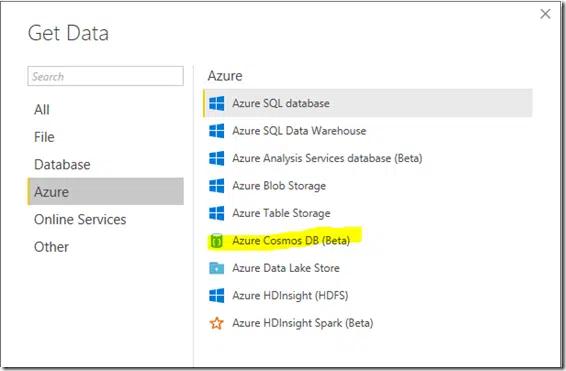 Get Data
Search
All
File
Database
Azure
Online Services
Other
Azure
Azure SQL database
Azure SQL Data Warehouse
Azure Analysis Services database (Beta)
Azure Blob Storage
Azure Table Storage
Azure Cosmos DB (Beta)
Azure Data Lake Store
Azure HDInsight (HDFS)
Azure HDInsight Spark (Beta)